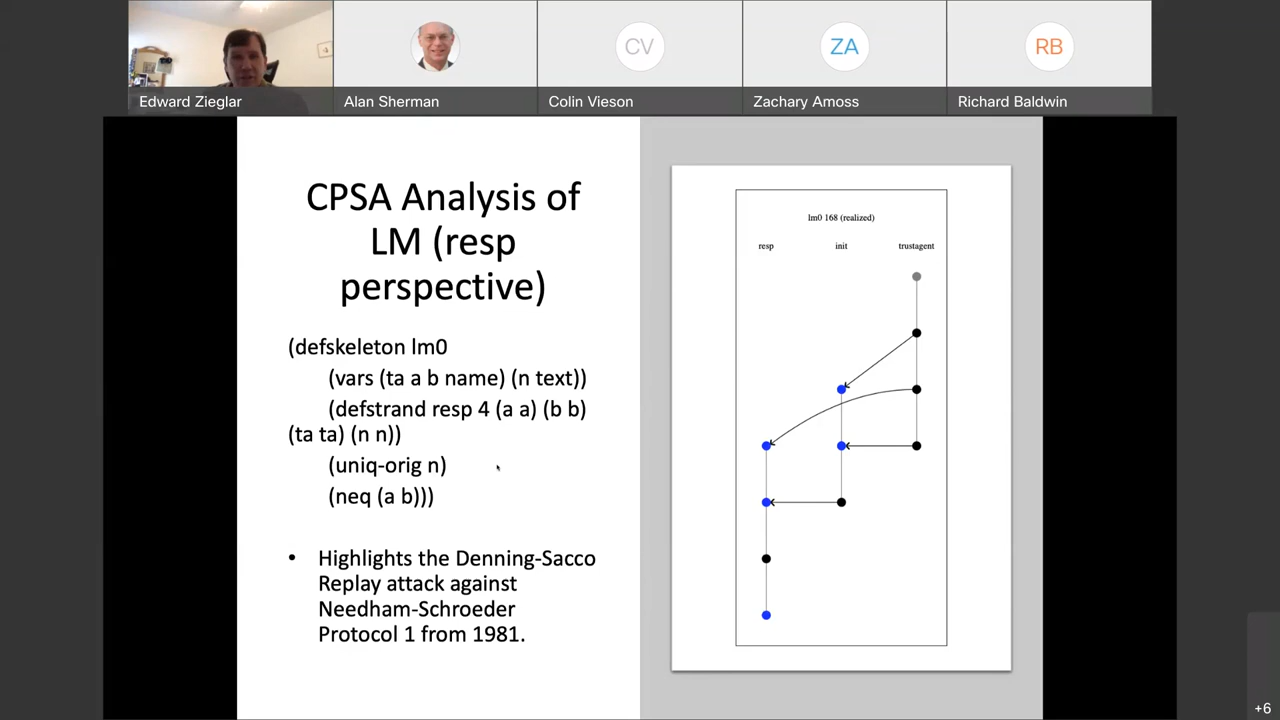 CV
ZA
RB
Edward Zieglar
Alan Sherman
Colin Vieson
Zachary Amoss
Richard Baldwin
CPSA Analysis of
LM (resp
perspective)
(defskeleton lm0
(vars (ta a b name) (n text))
(defstrand resp 4 (a a) (b b)
(ta ta) (n n))
(uniq-orig n)
(neq (a b)))
• Highlights the Denning-Sacco
Replay attack against
Needham-Schroeder
Protocol 1 from 1981.
lm0 168 (realized)
resp init trustagent
+6